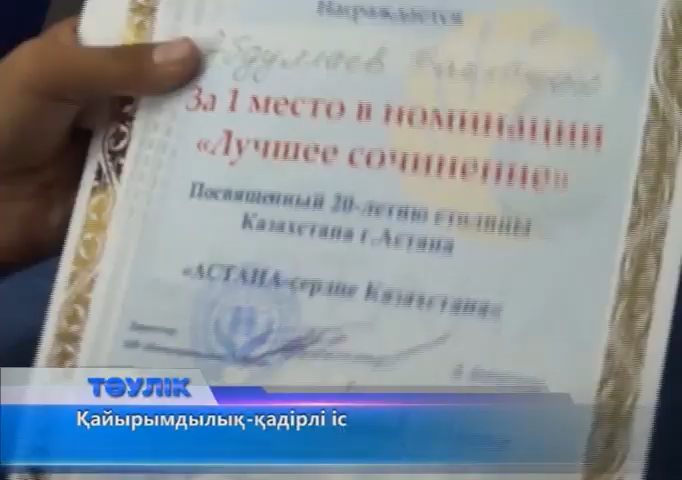 Награждается
Абдуллаев
За 1 место в номинации
«Лучшее сочинение»
Посвященный 20-летию столицы
Казахстана г.Астана
«АСТАНА-сердце Казахстана»
ТӘУЛІК
Қайырымдылық-қадірлі іс